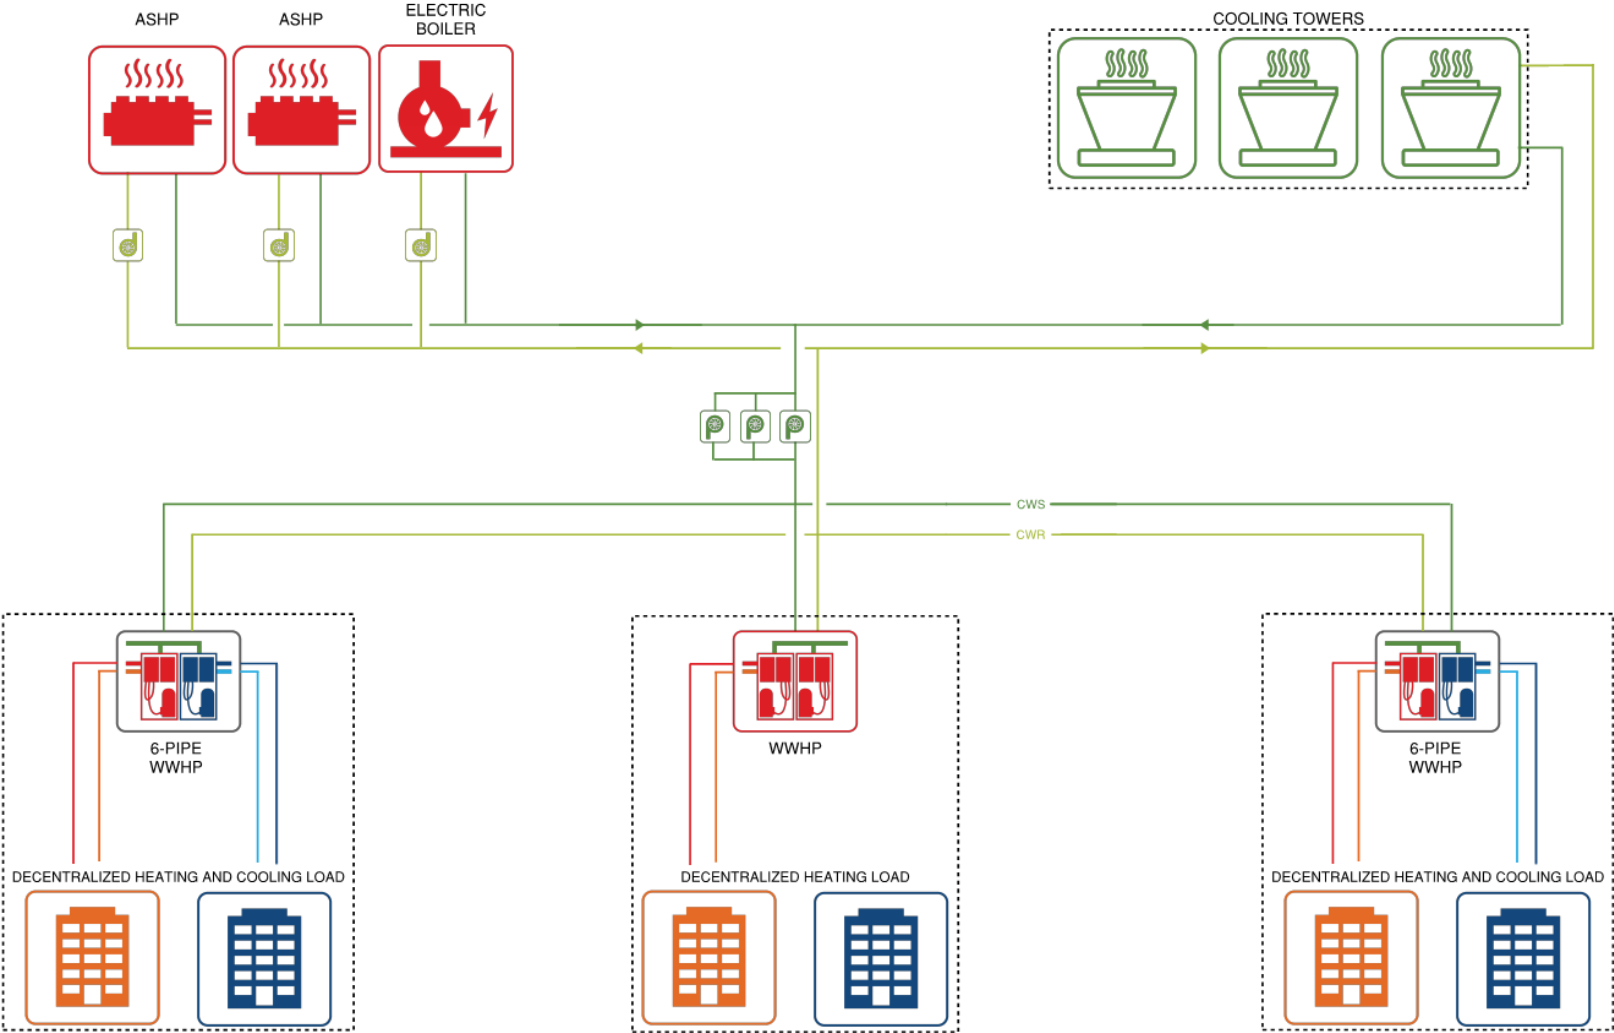 ASHP
ASHP
ELECTRIC
BOILER
COOLING TOWERS
CWS
CWR
6-PIPE
WWHP
WWHP
6-PIPE
WWHP
DECENTRALIZED HEATING AND COOLING LOAD
DECENTRALIZED HEATING LOAD
DECENTRALIZED HEATING AND COOLING LOAD